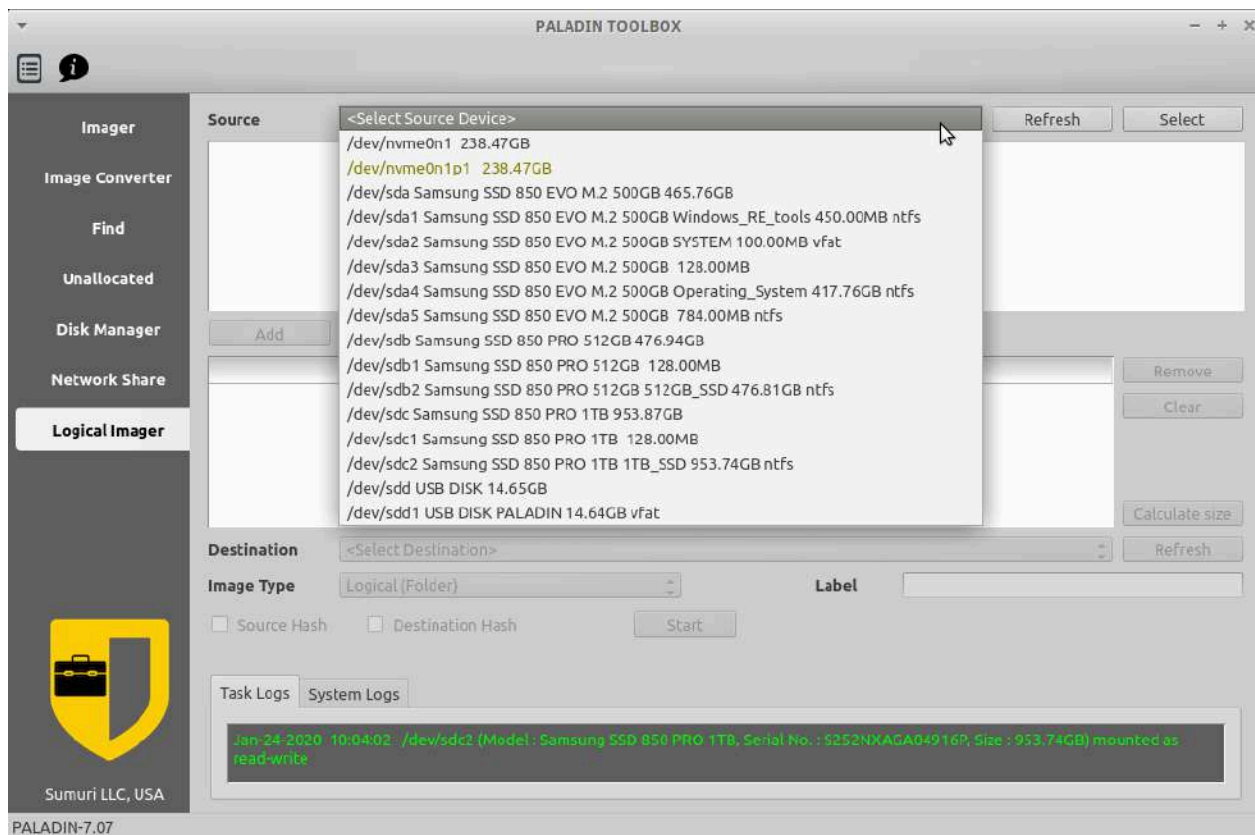 PALADIN TOOLBOX
Imager
Image Converter
Find
Unallocated
Disk Manager
Network Share
Logical Imager
Sumuri LLC, USA
Source
<Select Source Device>
Refresh
Select
/dev/nvme0n1 238.47GB
/dev/nvme0n1p1 238.47GB
/dev/sda Samsung SSD 850 EVO M.2 500GB 465.76GB
/dev/sda1 Samsung SSD 850 EVO M.2 500GB Windows_RE_tools 450.00MB ntfs
/dev/sda2 Samsung SSD 850 EVO M.2 500GB SYSTEM 100.00MB vfat
/dev/sda3 Samsung SSD 850 EVO M.2 500GB 128.00MB
/dev/sda4 Samsung SSD 850 EVO M.2 500GB Operating_System 417.76GB ntfs
/dev/sda5 Samsung SSD 850 EVO M.2 500GB 784.00MB ntfs
/dev/sdb Samsung SSD 850 PRO 512GB 476.94GB
/dev/sdb1 Samsung SSD 850 PRO 512GB 128.00MB
/dev/sdb2 Samsung SSD 850 PRO 512GB 512GB_SSD 476.81GB ntfs
/dev/sdc Samsung SSD 850 PRO 1TB 953.87GB
/dev/sdc1 Samsung SSD 850 PRO 1TB 128.00MB
/dev/sdc2 Samsung SSD 850 PRO 1TB 1TB_SSD 953.74GB ntfs
/dev/sdd USB DISK 14.65GB
/dev/sdd1 USB DISK PALADIN 14.64GB vfat
Add
Remove
Clear
Calculate size
Destination
<Select Destination>
Refresh
Image Type
Logical (Folder)
Label
Source Hash
Destination Hash
Start
Task Logs
System Logs
Jan-24-2020 10:04:02 /dev/sdc2 (Model : Samsung SSD 850 PRO 1TB, Serial No. : S252NXAGA04916P, Size : 953.74GB) mounted as
read-write
PALADIN-7.07